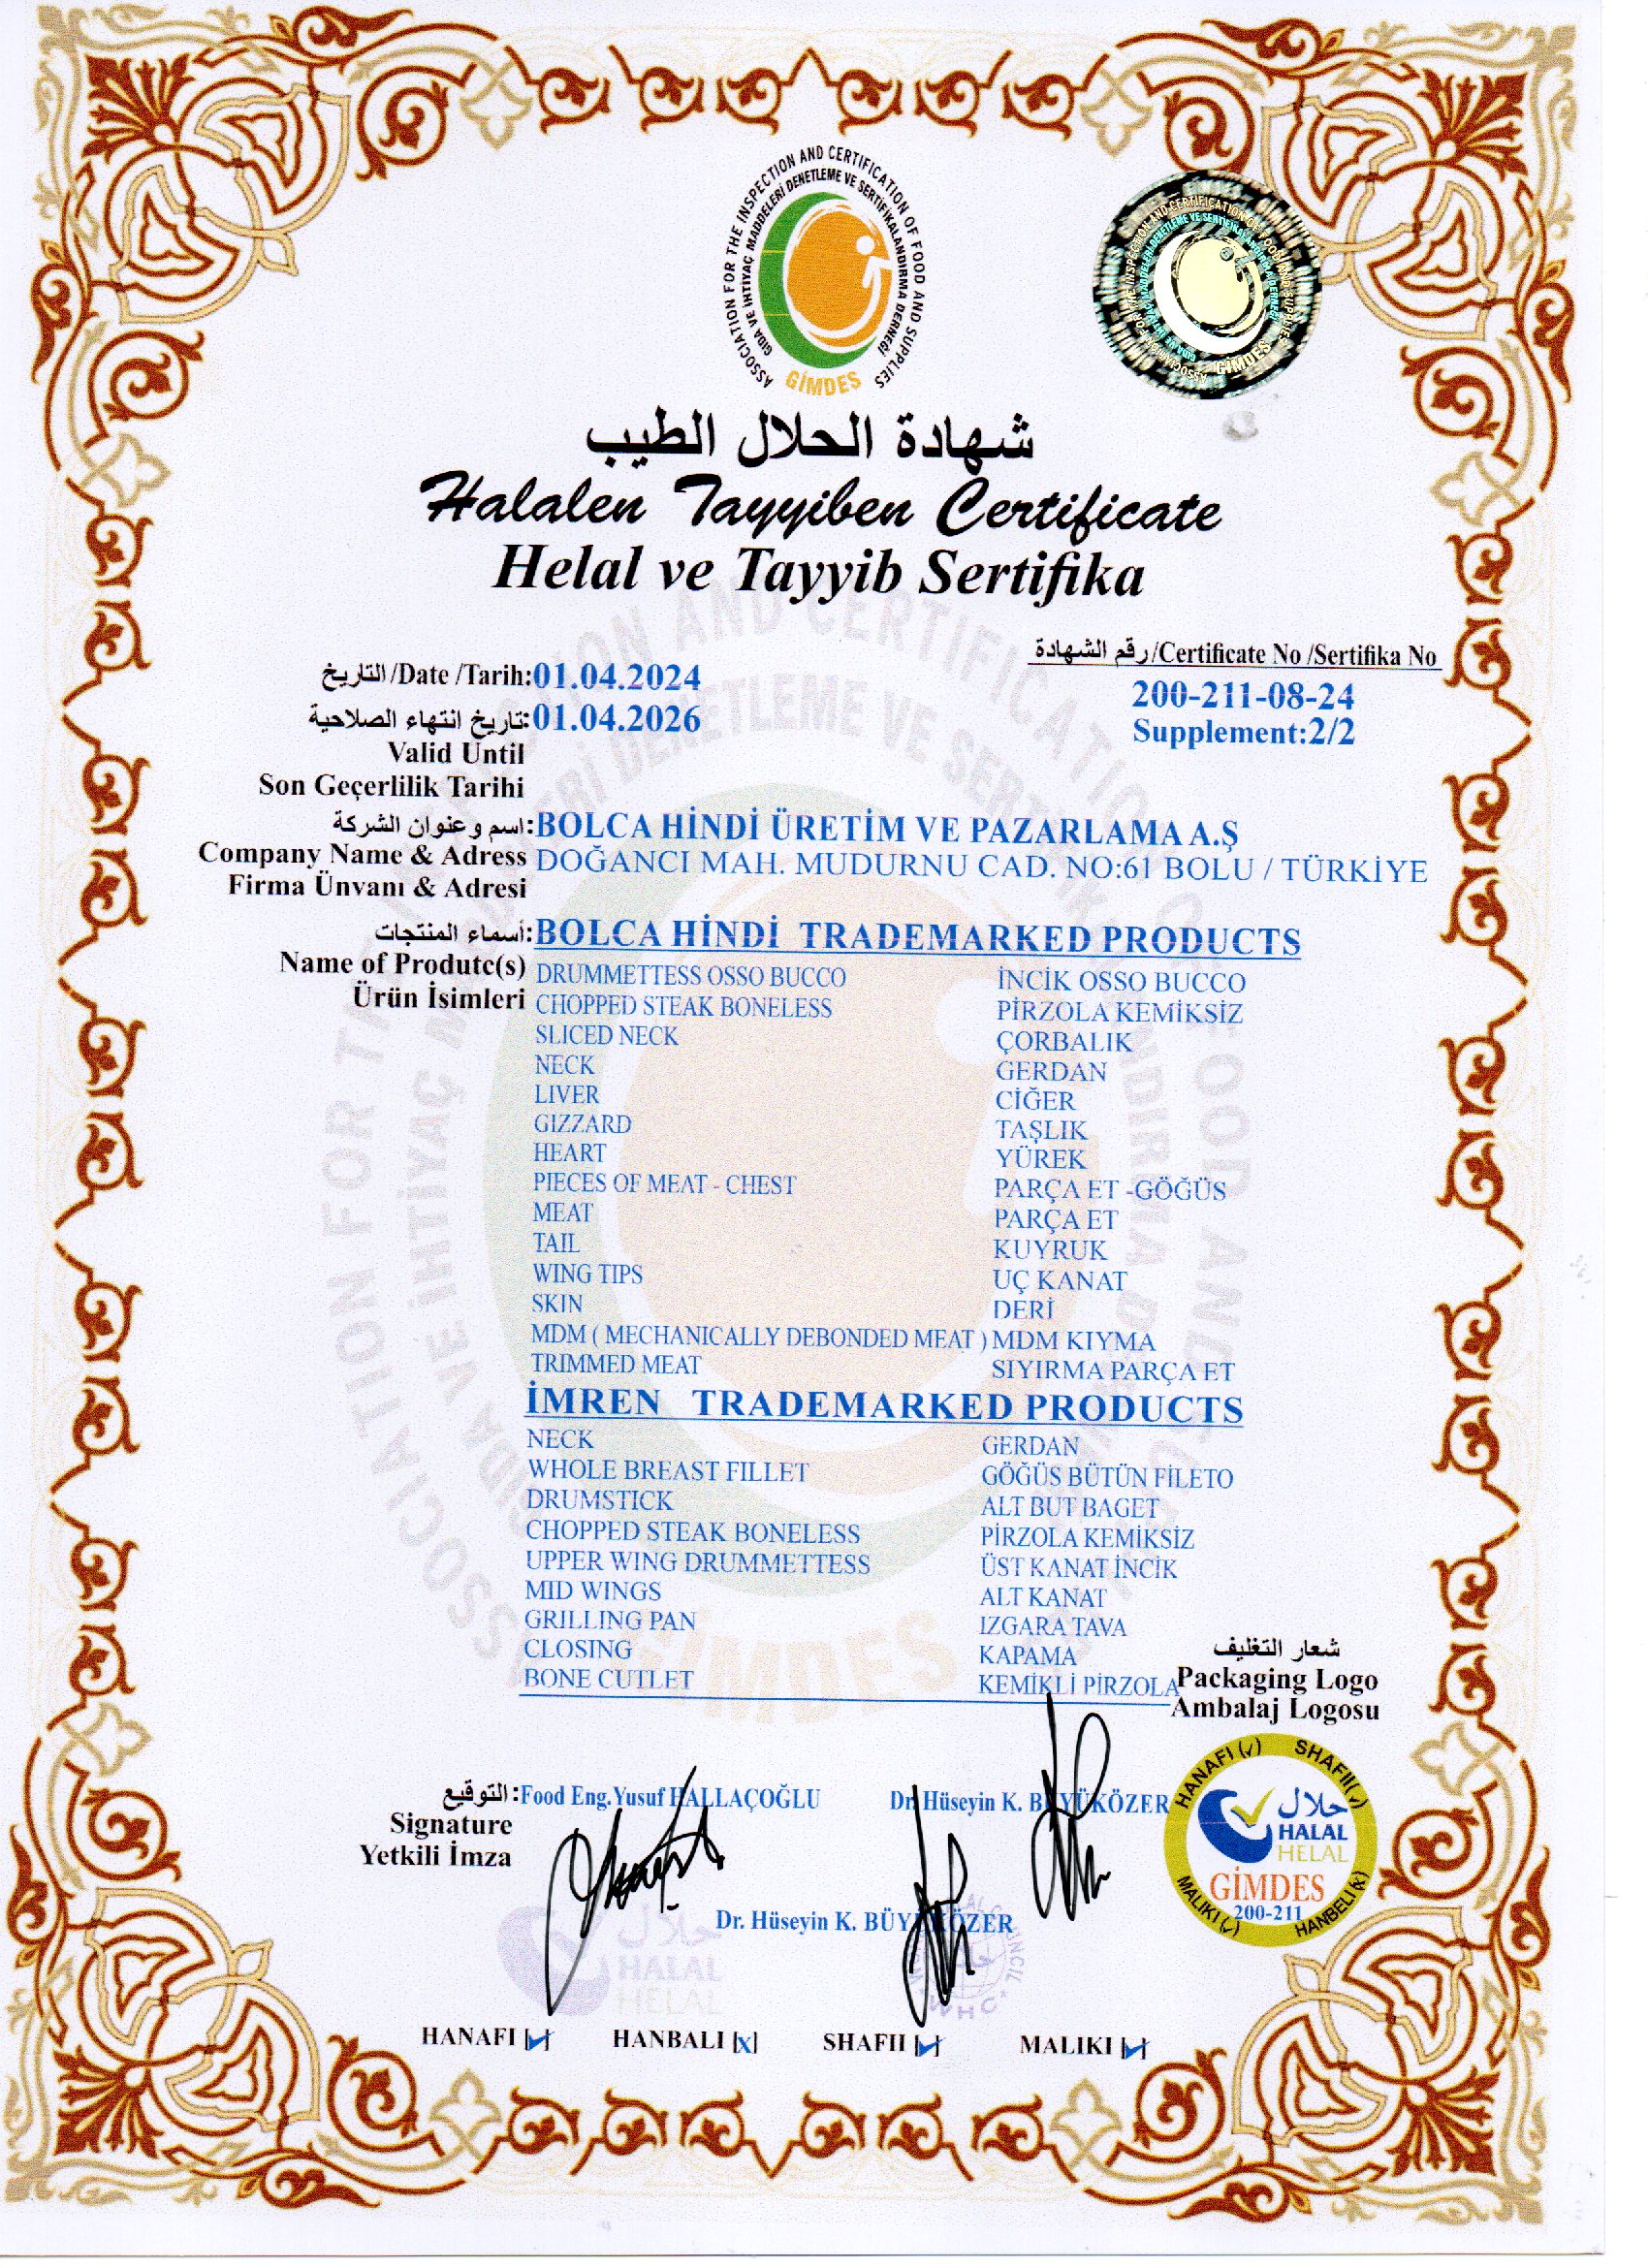 ASSOCIATION FOR THE INSPECTION AND CERTIFICATION OF FOOD AND SUPPLIES
GIDA VE İHTİYAÇ MADDELERİ DENETLEME VE SERTİFİKALANDIRMA DERNEĞİ
GİMDES
شهادة الحلال الطيب
Halalen Tayyiben Certificate
Helal ve Tayyib Sertifika
رقم الشهادة/Certificate No /Sertifika No
200-211-08-24
Supplement:2/2
التاريخ/Date /Tarih:01.04.2024
تاريخ انتهاء الصلاحية:01.04.2026
Valid Until
Son Geçerlilik Tarihi
اسم وعنوان الشركة:BOLCA HİNDİ ÜRETİM VE PAZARLAMA A.Ş
Company Name & Adress DOĞANCI MAH. MUDURNU CAD. NO:61 BOLU / TÜRKİYE
Firma Ünvanı & Adresi
أسماء المنتجات:BOLCA HİNDİ TRADEMARKED PRODUCTS
Name of Produtc(s) DRUMMETTESS OSSO BUCCO İNCİK OSSO BUCCO
Ürün İsimleri CHOPPED STEAK BONELESS PİRZOLA KEMİKSİZ
SLICED NECK ÇORBALIK
NECK GERDAN
LIVER CİĞER
GIZZARD TAŞLIK
HEART YÜREK
PIECES OF MEAT - CHEST PARÇA ET -GÖĞÜS
MEAT PARÇA ET
TAIL KUYRUK
WING TIPS UÇ KANAT
SKIN DERİ
MDM ( MECHANICALLY DEBONDED MEAT ) MDM KIYMA
TRIMMED MEAT SIYIRMA PARÇA ET
İMREN TRADEMARKED PRODUCTS
NECK GERDAN
WHOLE BREAST FILLET GÖĞÜS BÜTÜN FİLETO
DRUMSTICK ALT BUT BAGET
CHOPPED STEAK BONELESS PİRZOLA KEMİKSİZ
UPPER WING DRUMMETTESS ÜST KANAT İNCİK
MID WINGS ALT KANAT
GRILLING PAN IZGARA TAVA
CLOSING KAPAMA
BONE CUTLET KEMİKLİ PİRZOLA
شعار التغليف
Packaging Logo
Ambalaj Logosu
التوقيع:Food Eng.Yusuf HALLAÇOĞLU Dr.Hüseyin K. BÜYÜKÖZER
Signature
Yetkili İmza
Dr. Hüseyin K. BÜYÜKÖZER
HANAFI (✓) SHAFII(✓)
حلال
HALAL
HELAL
GİMDES
200-211
MALIKI (✓) HANBELI (x)
حلال
HALAL
HELAL
HANAFI [✓] HANBALI [x] SHAFII [✓] MALIKI [✓]